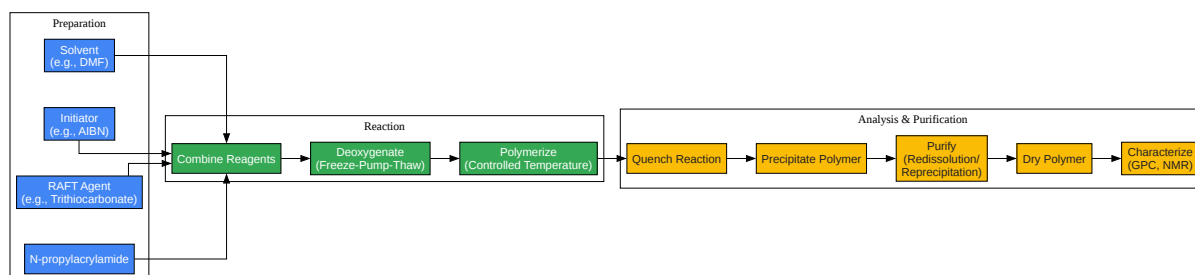 Preparation
Solvent
(e.g., DMF)
Initiator
(e.g., AIBN)
RAFT Agent
(e.g., Trithiocarbonate)
N-propylacrylamide
Reaction
Combine Reagents
Deoxygenate
(Freeze-Pump-Thaw)
Polymerize
(Controlled Temperature)
Analysis & Purification
Quench Reaction
Precipitate Polymer
Purify
(Redissolution/
Reprecipitation)
Dry Polymer
Characterize
(GPC, NMR)